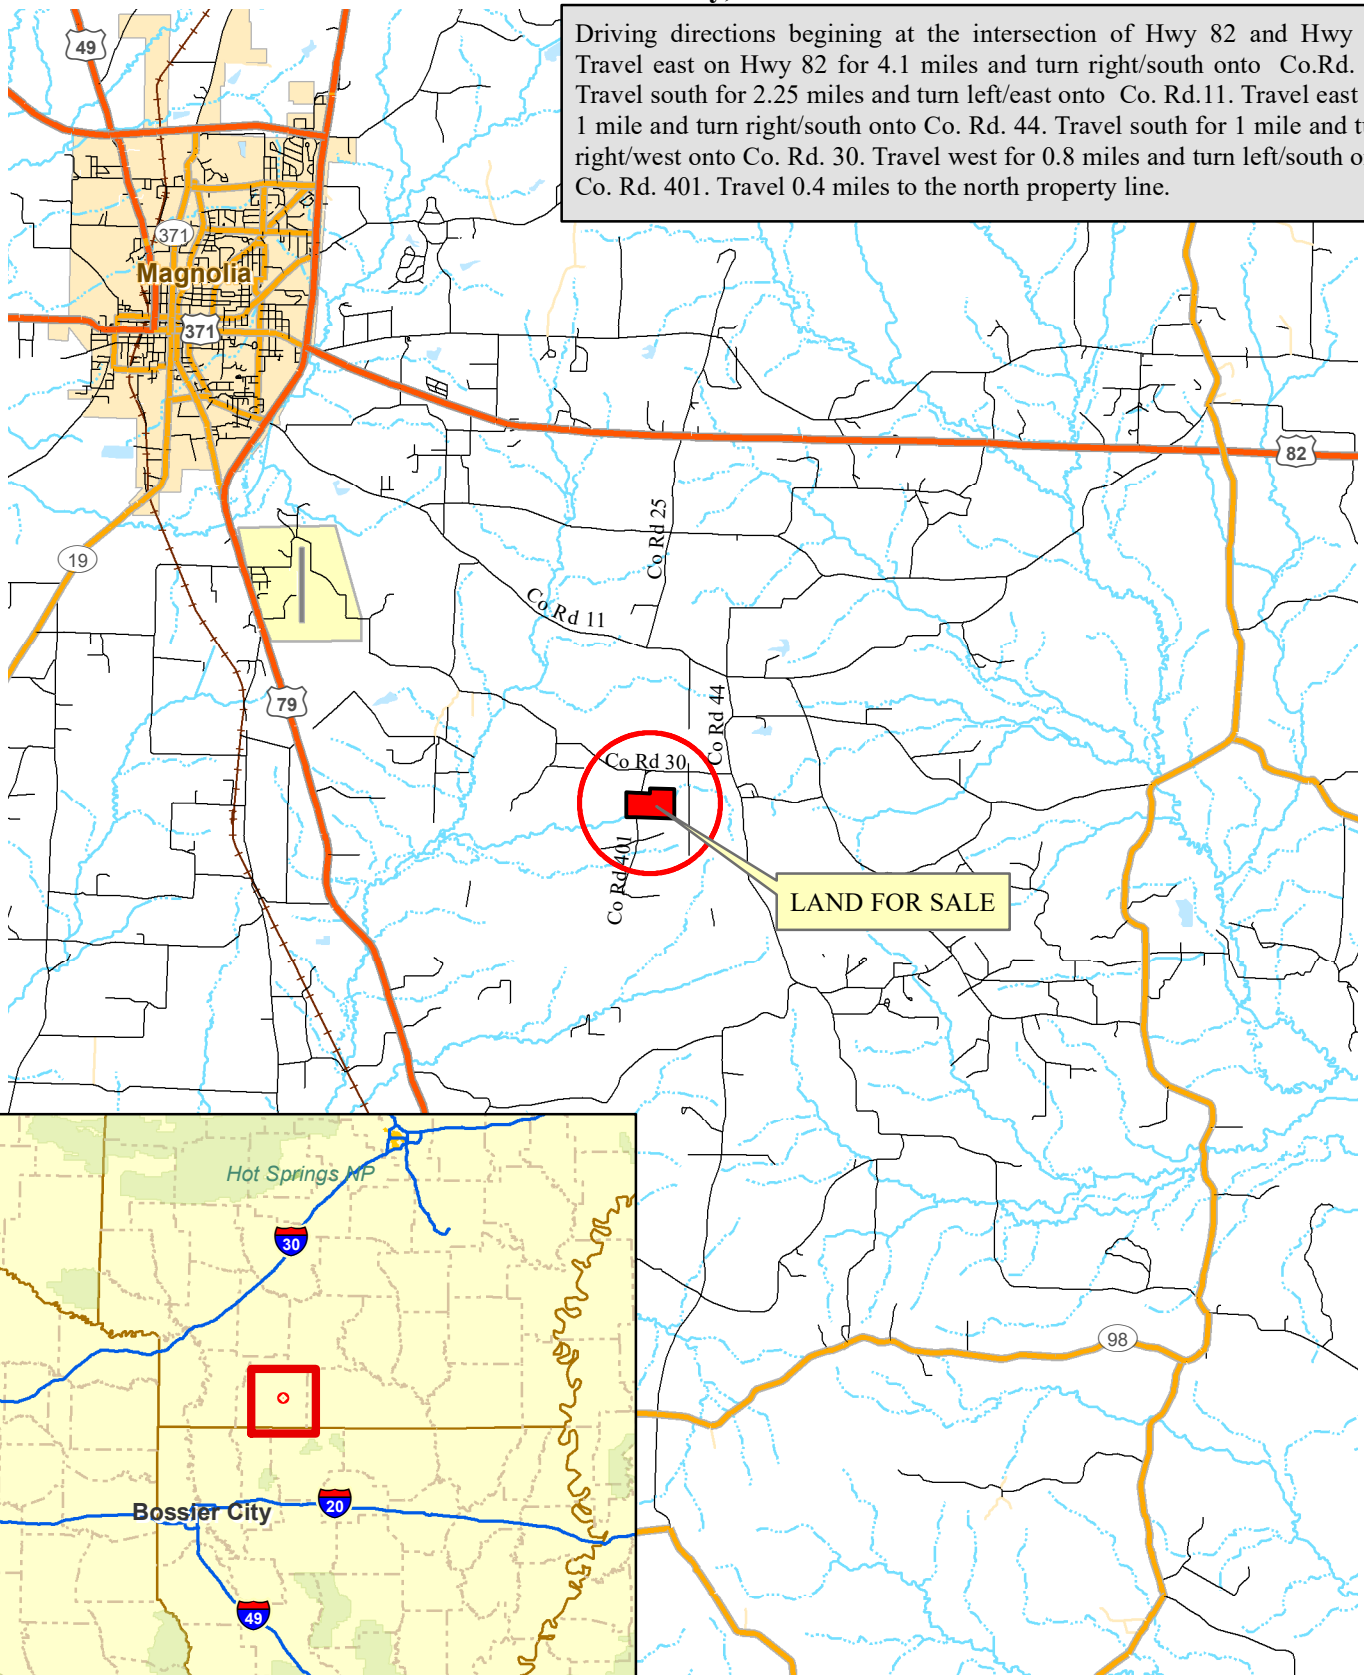 Driving directions begining at the intersection of Hwy 82 and Hwy
Travel east on Hwy 82 for 4.1 miles and turn right/south onto Co.Rd.
Travel south for 2.25 miles and turn left/east onto Co. Rd.11. Travel east
1 mile and turn right/south onto Co. Rd. 44. Travel south for 1 mile and
right/west onto Co. Rd. 30. Travel west for 0.8 miles and turn left/south
Co. Rd. 401. Travel 0.4 miles to the north property line.
49
371
Magnolia
371
82
Co Rd 25
19
Co Rd 11
79
Co Rd 44
Co Rd 30
Co Rd 401
LAND FOR SALE
Hot Springs NP
30
98
20
Bossier City
49